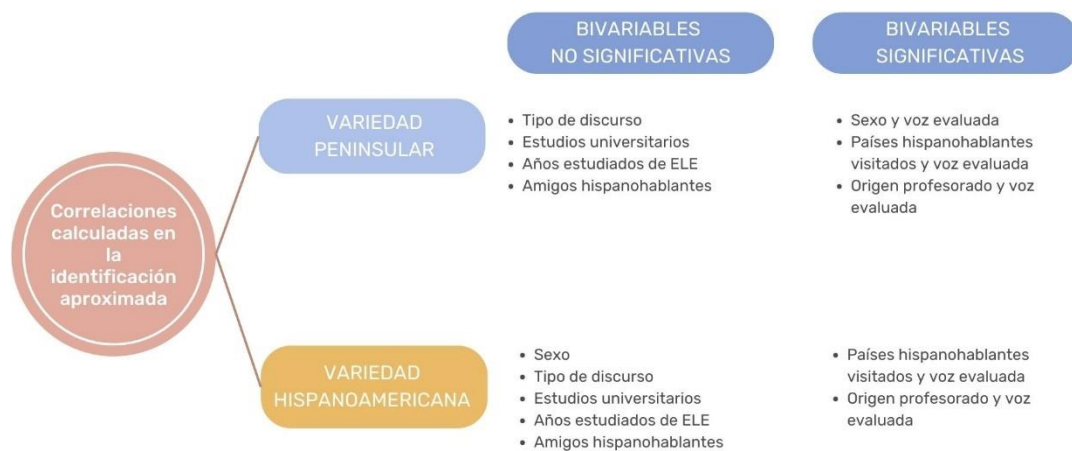 BIVARIABLES
NO SIGNIFICATIVAS
BIVARIABLES
SIGNIFICATIVAS
Correlaciones
calculadas en
la
identificación
aproximada
VARIEDAD
PENINSULAR
• Tipo de discurso
• Estudios universitarios
• Años estudiados de ELE
• Amigos hispanohablantes
• Sexo y voz evaluada
• Países hispanohablantes
visitados y voz evaluada
• Origen profesorado y voz
evaluada
VARIEDAD
HISPANOAMERICANA
• Sexo
• Tipo de discurso
• Estudios universitarios
• Años estudiados de ELE
• Amigos hispanohablantes
• Países hispanohablantes
visitados y voz evaluada
• Origen profesorado y voz
evaluada